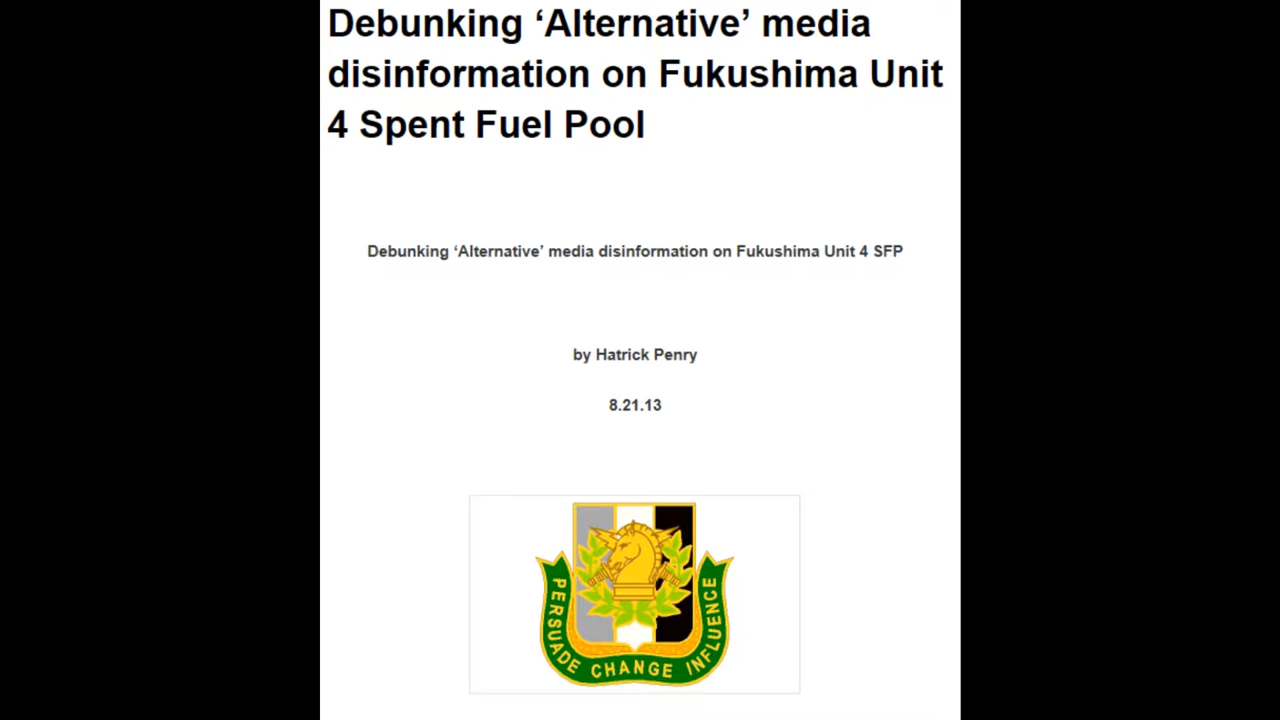 Debunking ‘Alternative’ media
disinformation on Fukushima Unit
4 Spent Fuel Pool
Debunking ‘Alternative’ media disinformation on Fukushima Unit 4 SFP
by Hatrick Penry
8.21.13
PERSUADE CHANGE INFLUENCE